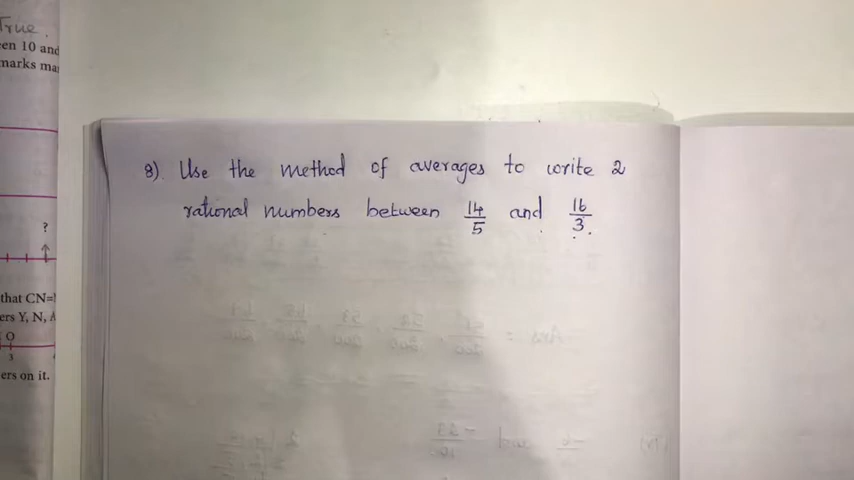 True.
en 10 and
marks ma
?
that CN=
ers Y, N, A
O
3
ers on it.
8). Use the method of averages to write 2
rational numbers between 14/5 and 16/3.